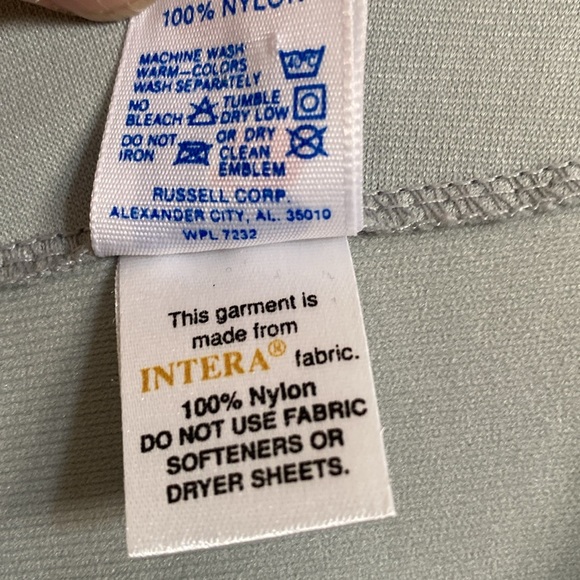 100% NYLON
MACHINE WASH
WARM-COLORS
WASH SEPARATELY
40°C
NO TUMBLE
BLEACH DRY LOW
DO NOT OR DRY
IRON CLEAN
EMBLEM
RUSSELL CORP.
ALEXANDER CITY, AL. 35010
WPL 7232
This garment is
made from
INTERA® fabric.
100% Nylon
DO NOT USE FABRIC
SOFTENERS OR
DRYER SHEETS.